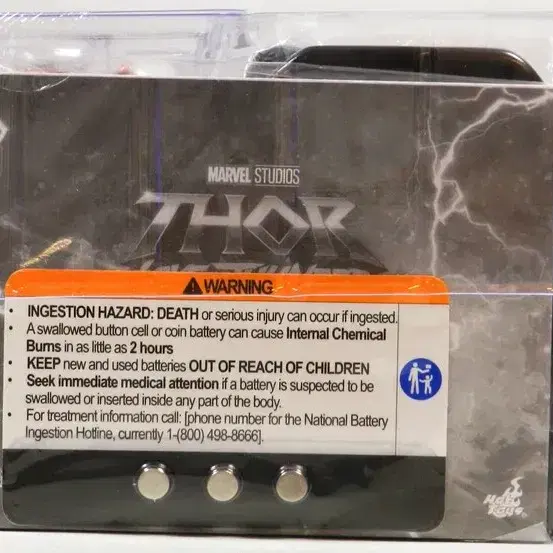 MARVEL STUDIOS
THOR
WARNING
• INGESTION HAZARD: DEATH or serious injury can occur if ingested.
• A swallowed button cell or coin battery can cause Internal Chemical
Burns in as little as 2 hours
• KEEP new and used batteries OUT OF REACH OF CHILDREN
• Seek immediate medical attention if a battery is suspected to be
swallowed or inserted inside any part of the body.
• For treatment information call: [phone number for the National Battery
Ingestion Hotline, currently 1-(800) 498-8666].
Hot
Toys